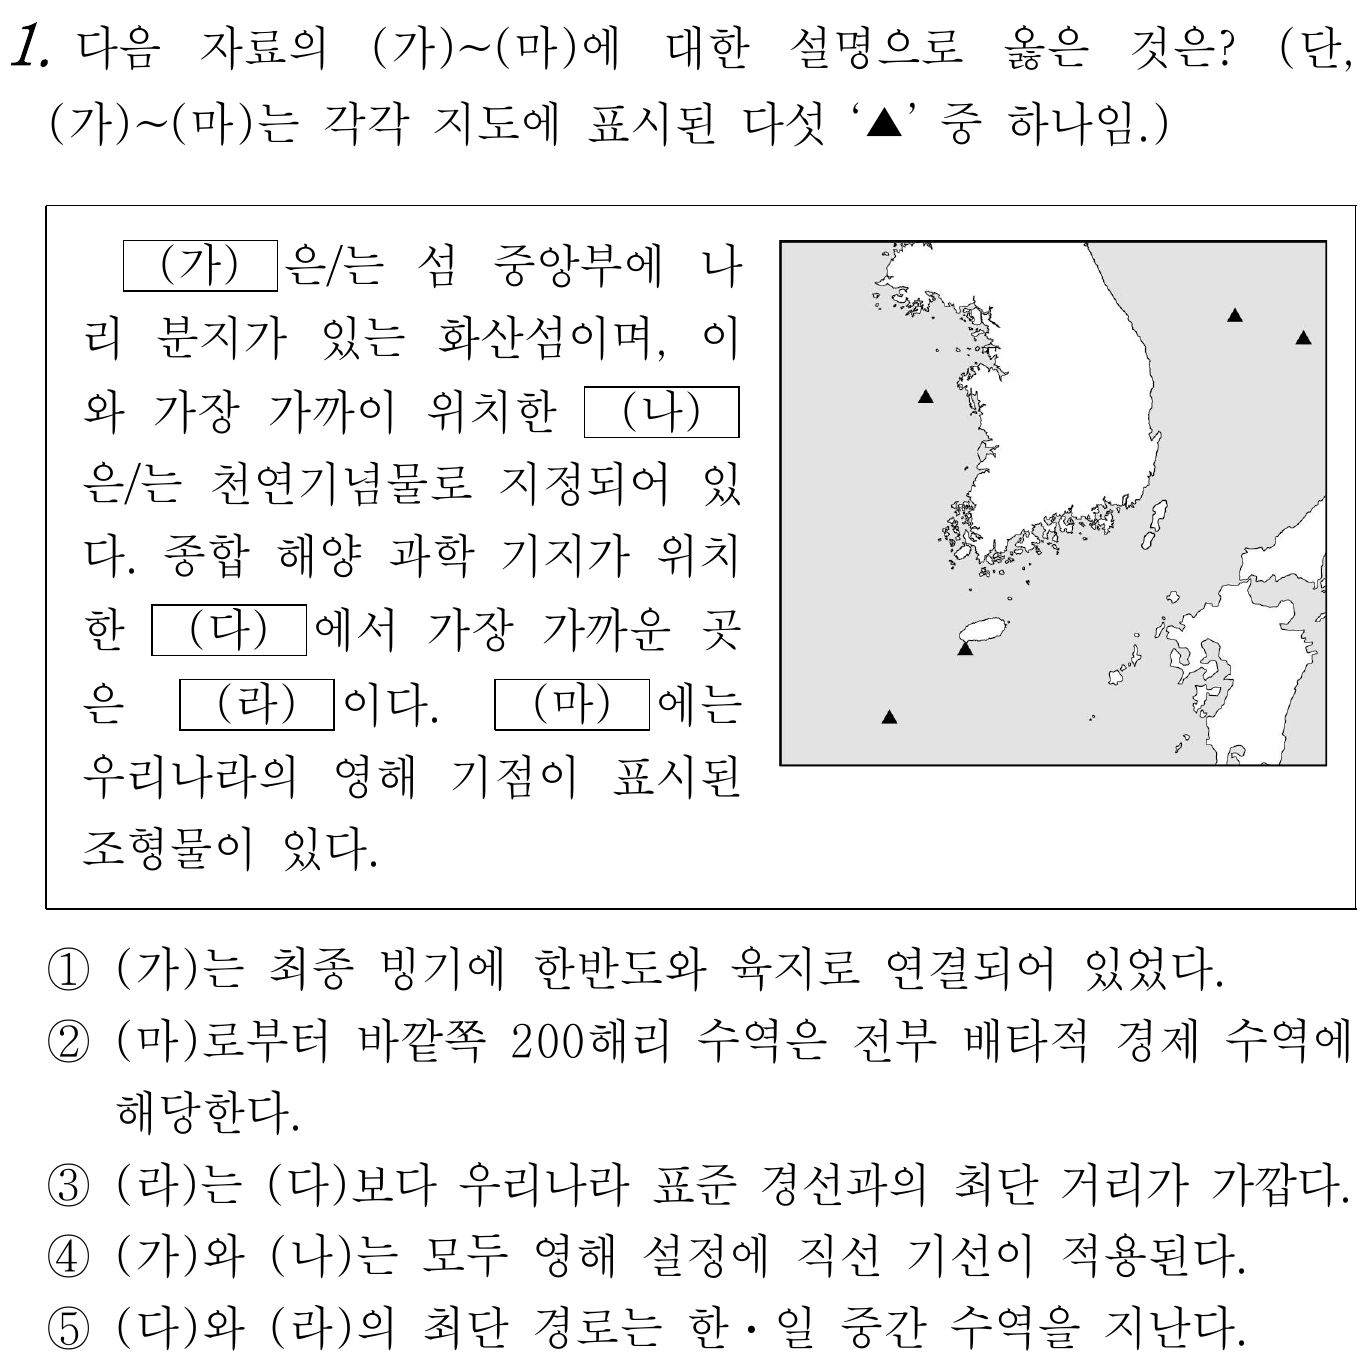 1. 다음 자료의 (가)~(마)에 대한 설명으로 옳은 것은? (단,
(가)~(마)는 각각 지도에 표시된 다섯 ‘▲’ 중 하나임.)
(가) 은/는 섬 중앙부에 나
리 분지가 있는 화산섬이며, 이
와 가장 가까이 위치한 (나)
은/는 천연기념물로 지정되어 있
다. 종합 해양 과학 기지가 위치
한 (다) 에서 가장 가까운 곳
은 (라) 이다. (마) 에는
우리나라의 영해 기점이 표시된
조형물이 있다.
① (가)는 최종 빙기에 한반도와 육지로 연결되어 있었다.
② (마)로부터 바깥쪽 200해리 수역은 전부 배타적 경제 수역에
해당한다.
③ (라)는 (다)보다 우리나라 표준 경선과의 최단 거리가 가깝다.
④ (가)와 (나)는 모두 영해 설정에 직선 기선이 적용된다.
⑤ (다)와 (라)의 최단 경로는 한·일 중간 수역을 지난다.